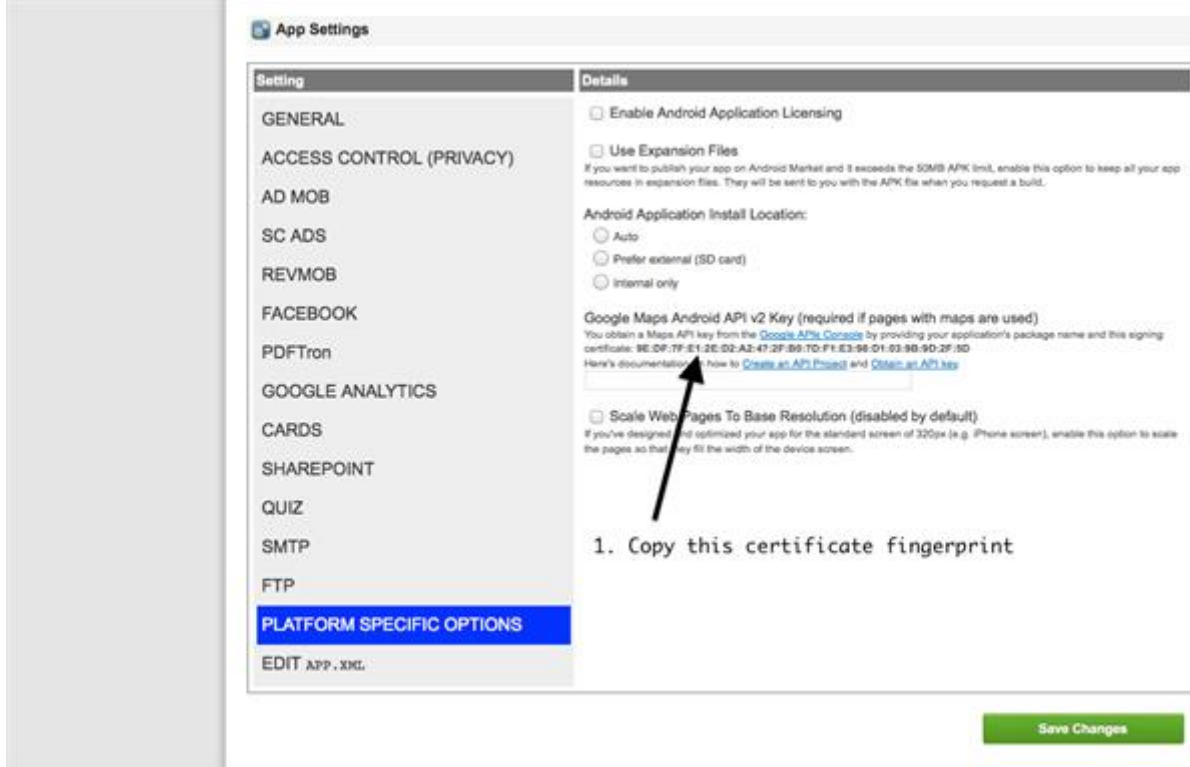 App Settings
Setting
Details
GENERAL
ACCESS CONTROL (PRIVACY)
AD MOB
SC ADS
REVMOB
FACEBOOK
PDFTron
GOOGLE ANALYTICS
CARDS
SHAREPOINT
QUIZ
SMTP
FTP
PLATFORM SPECIFIC OPTIONS
EDIT APP.XML
Enable Android Application Licensing
Use Expansion Files
If you want to publish your app on Android Market and it exceeds the 50MB APK limit, enable this option to keep all your app
resources in expansion files. They will be sent to you with the APK file when you request a build.
Android Application Install Location:
Auto
Prefer external (SD card)
Internal only
Google Maps Android API v2 Key (required if pages with maps are used)
You obtain a Maps API key from the Google APIs Console by providing your application's package name and this signing
certificate:
Here's documentation how to Create an API Project and Obtain an API key
Scale Web Pages To Base Resolution (disabled by default)
If you've designed and optimized your app for the standard screen of 320px (e.g. iPhone screen), enable this option to scale
the pages so that they fill the width of the device screen.
1. Copy this certificate fingerprint
Save Changes